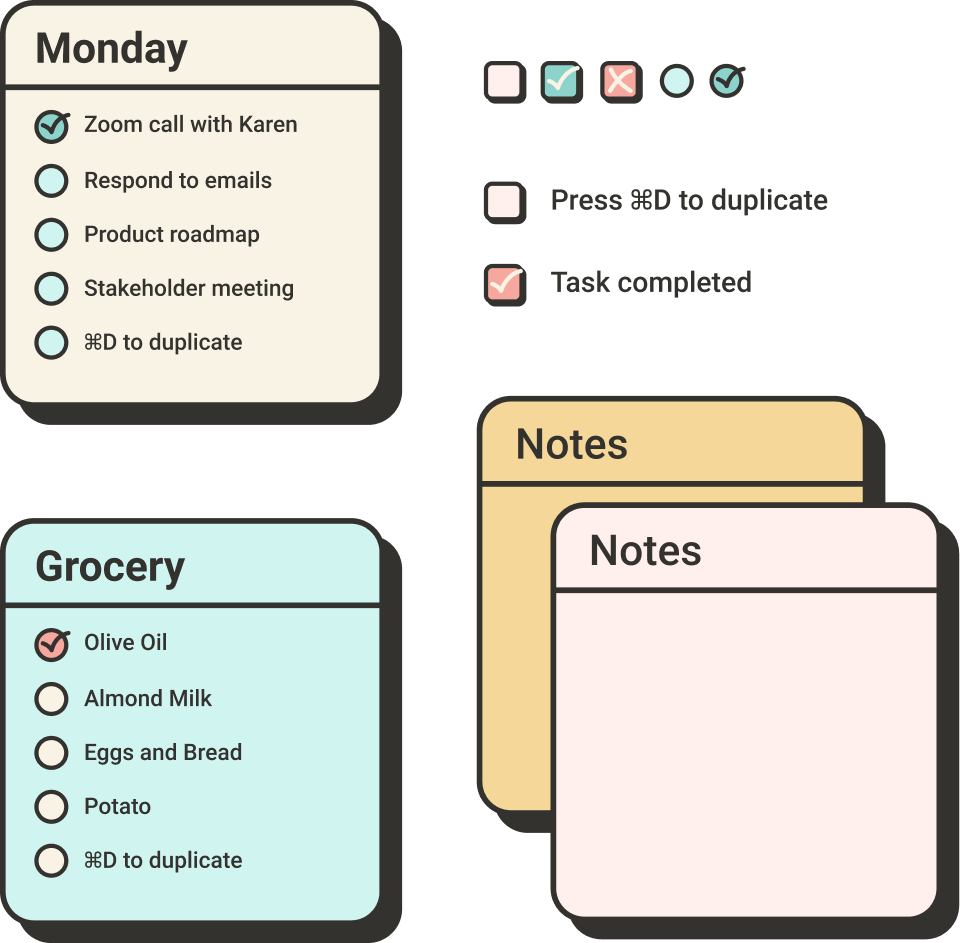 Monday
Zoom call with Karen
Respond to emails
Product roadmap
Stakeholder meeting
⌘D to duplicate
Press ⌘D to duplicate
Task completed
Grocery
Olive Oil
Almond Milk
Eggs and Bread
Potato
⌘D to duplicate
Notes
Notes